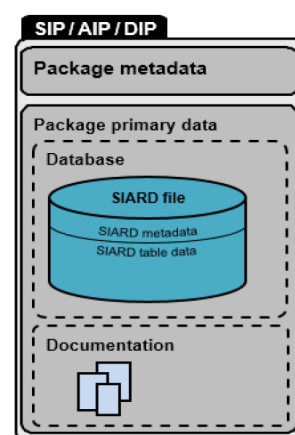 SIP / AIP / DIP
Package metadata
Package primary data
Database
SIARD file
SIARD metadata
SIARD table data
Documentation